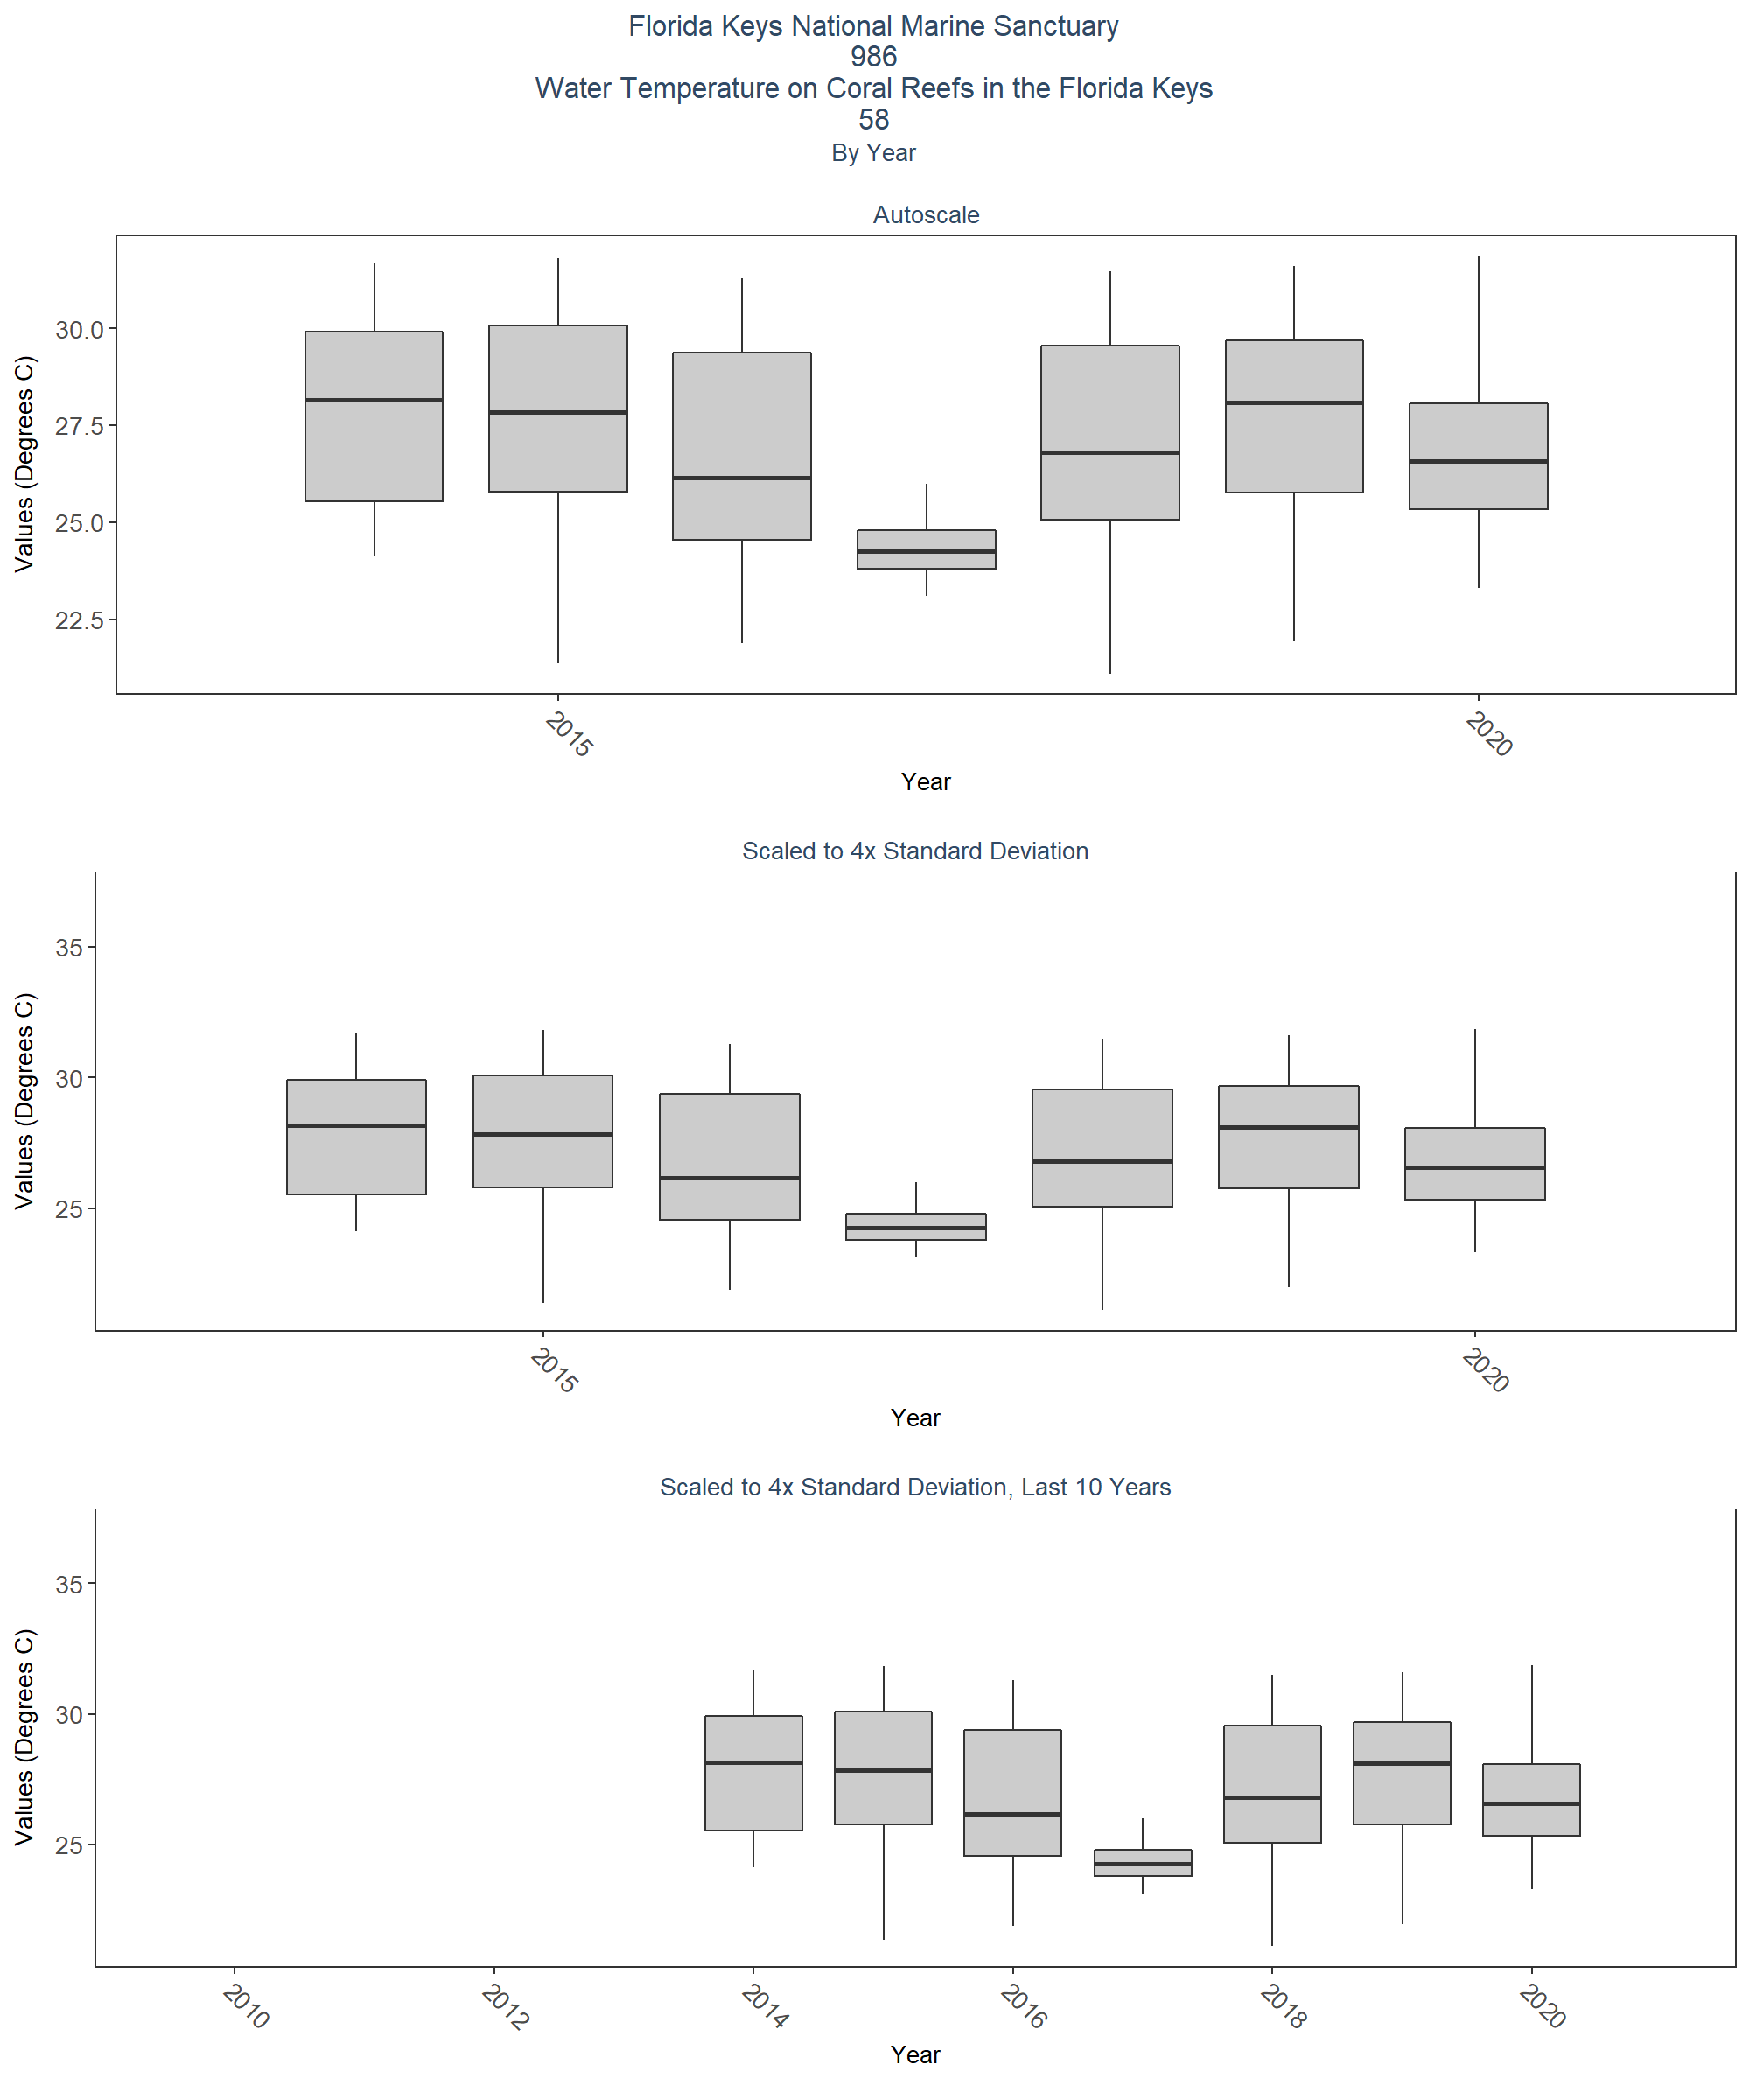 Florida Keys National Marine Sanctuary
986
Water Temperature on Coral Reefs in the Florida Keys
58
By Year
Autoscale
Values (Degrees C)
30.0
27.5
25.0
22.5
2015
2020
Year
Scaled to 4x Standard Deviation
Values (Degrees C)
35
30
25
2015
2020
Year
Scaled to 4x Standard Deviation, Last 10 Years
Values (Degrees C)
35
30
25
2010
2012
2014
2016
2018
2020
Year